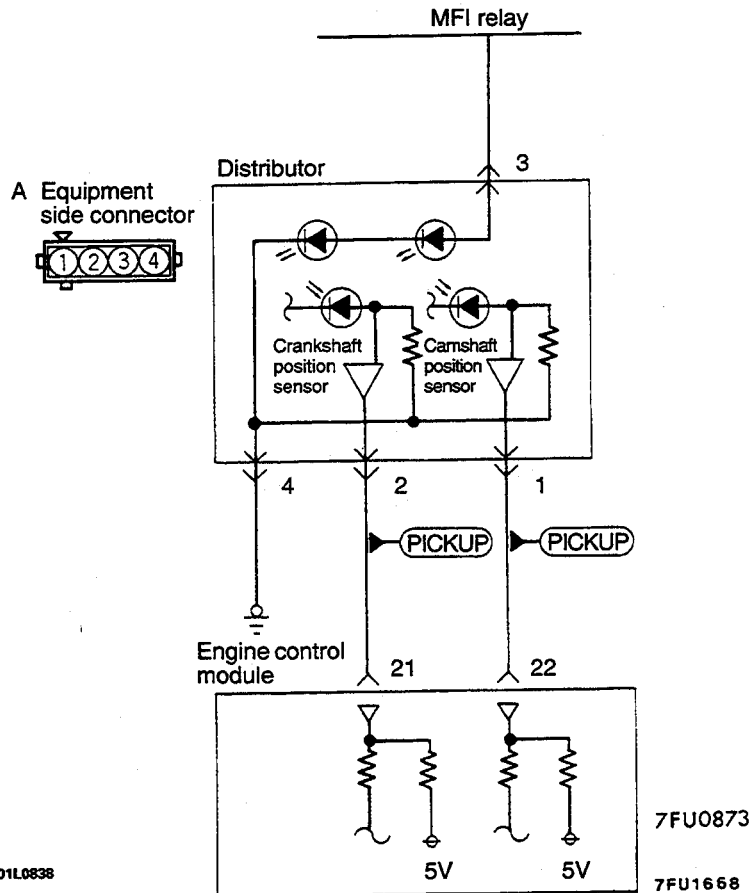 MFI relay
3
Distributor
A Equipment
side connector
1 2 3 4
Crankshaft
position
sensor
Camshaft
position
sensor
4
2
1
PICKUP
PICKUP
Engine control
module
21
22
5V
5V
7FU0873
01L0838
7FU1668